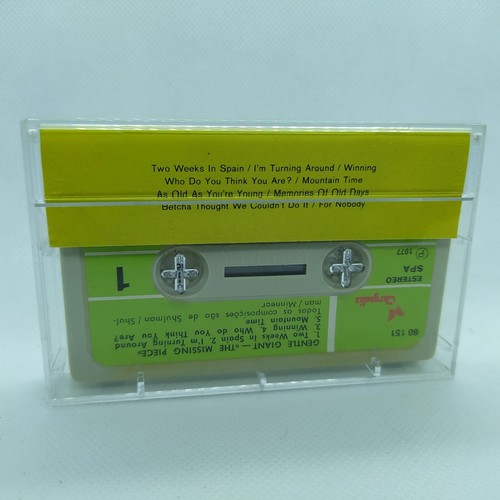 Two Weeks In Spain / I'm Turning Around / Winning
Who Do You Think You Are? / Mountain Time
As Old As You're Young / Memories Of Old Days
Betcha Thought We Couldn't Do It / For Nobody
1
GENTLE GIANT—«THE MISSING PIECE»
1. Two Weeks In Spain 2. I'm Turning Around
3. Winning 4. Who do You Think You Are?
5. Mountain Time
Todas as composições são de Shulman / Shul-
man / Minnear
60 151
Chrysalis
ESTEREO
SPA
℗ 1977